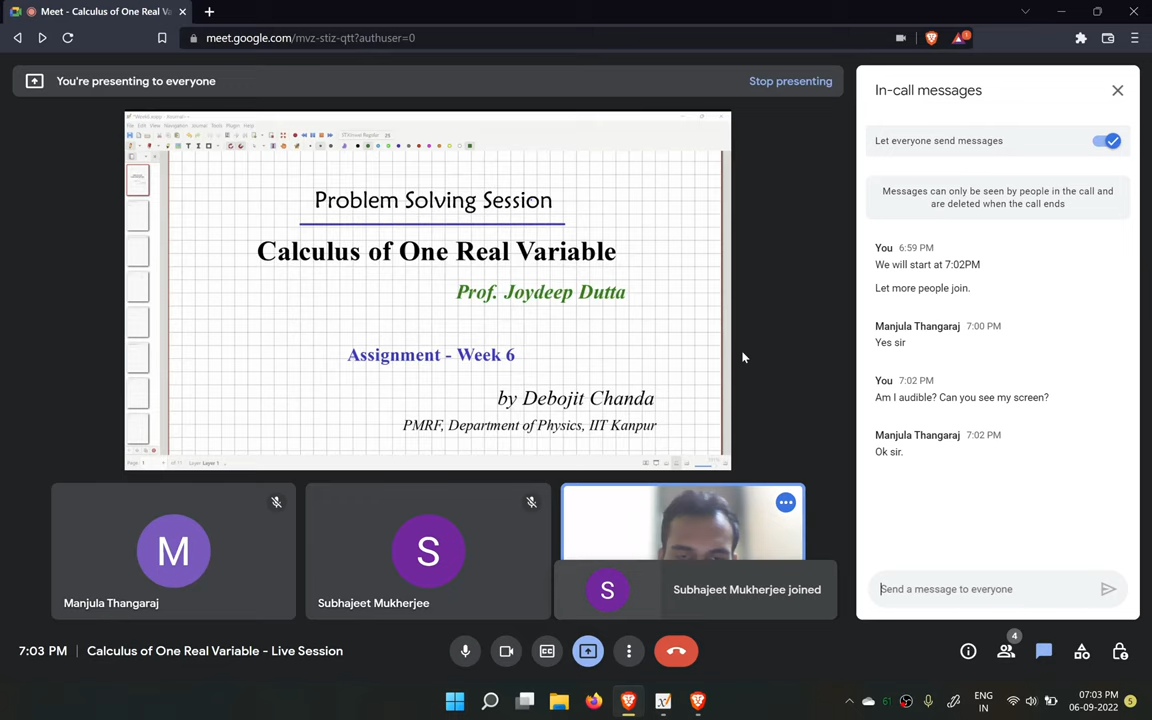 Meet - Calculus of One Real Va
meet.google.com/mvz-stiz-qtt?authuser=0
1
You're presenting to everyone
Stop presenting
Problem Solving Session
Calculus of One Real Variable
Prof. Joydeep Dutta
Assignment - Week 6
by Debojit Chanda
PMRF, Department of Physics, IIT Kanpur
M
Manjula Thangaraj
S
Subhajeet Mukherjee
S
Subhajeet Mukherjee joined
In-call messages
Let everyone send messages
Messages can only be seen by people in the call and
are deleted when the call ends
You 6:59 PM
We will start at 7:02PM
Let more people join.
Manjula Thangaraj 7:00 PM
Yes sir
You 7:02 PM
Am I audible? Can you see my screen?
Manjula Thangaraj 7:02 PM
Ok sir.
Send a message to everyone
7:03 PM | Calculus of One Real Variable - Live Session
4
61
ENG
IN
07:03 PM
06-09-2022
5